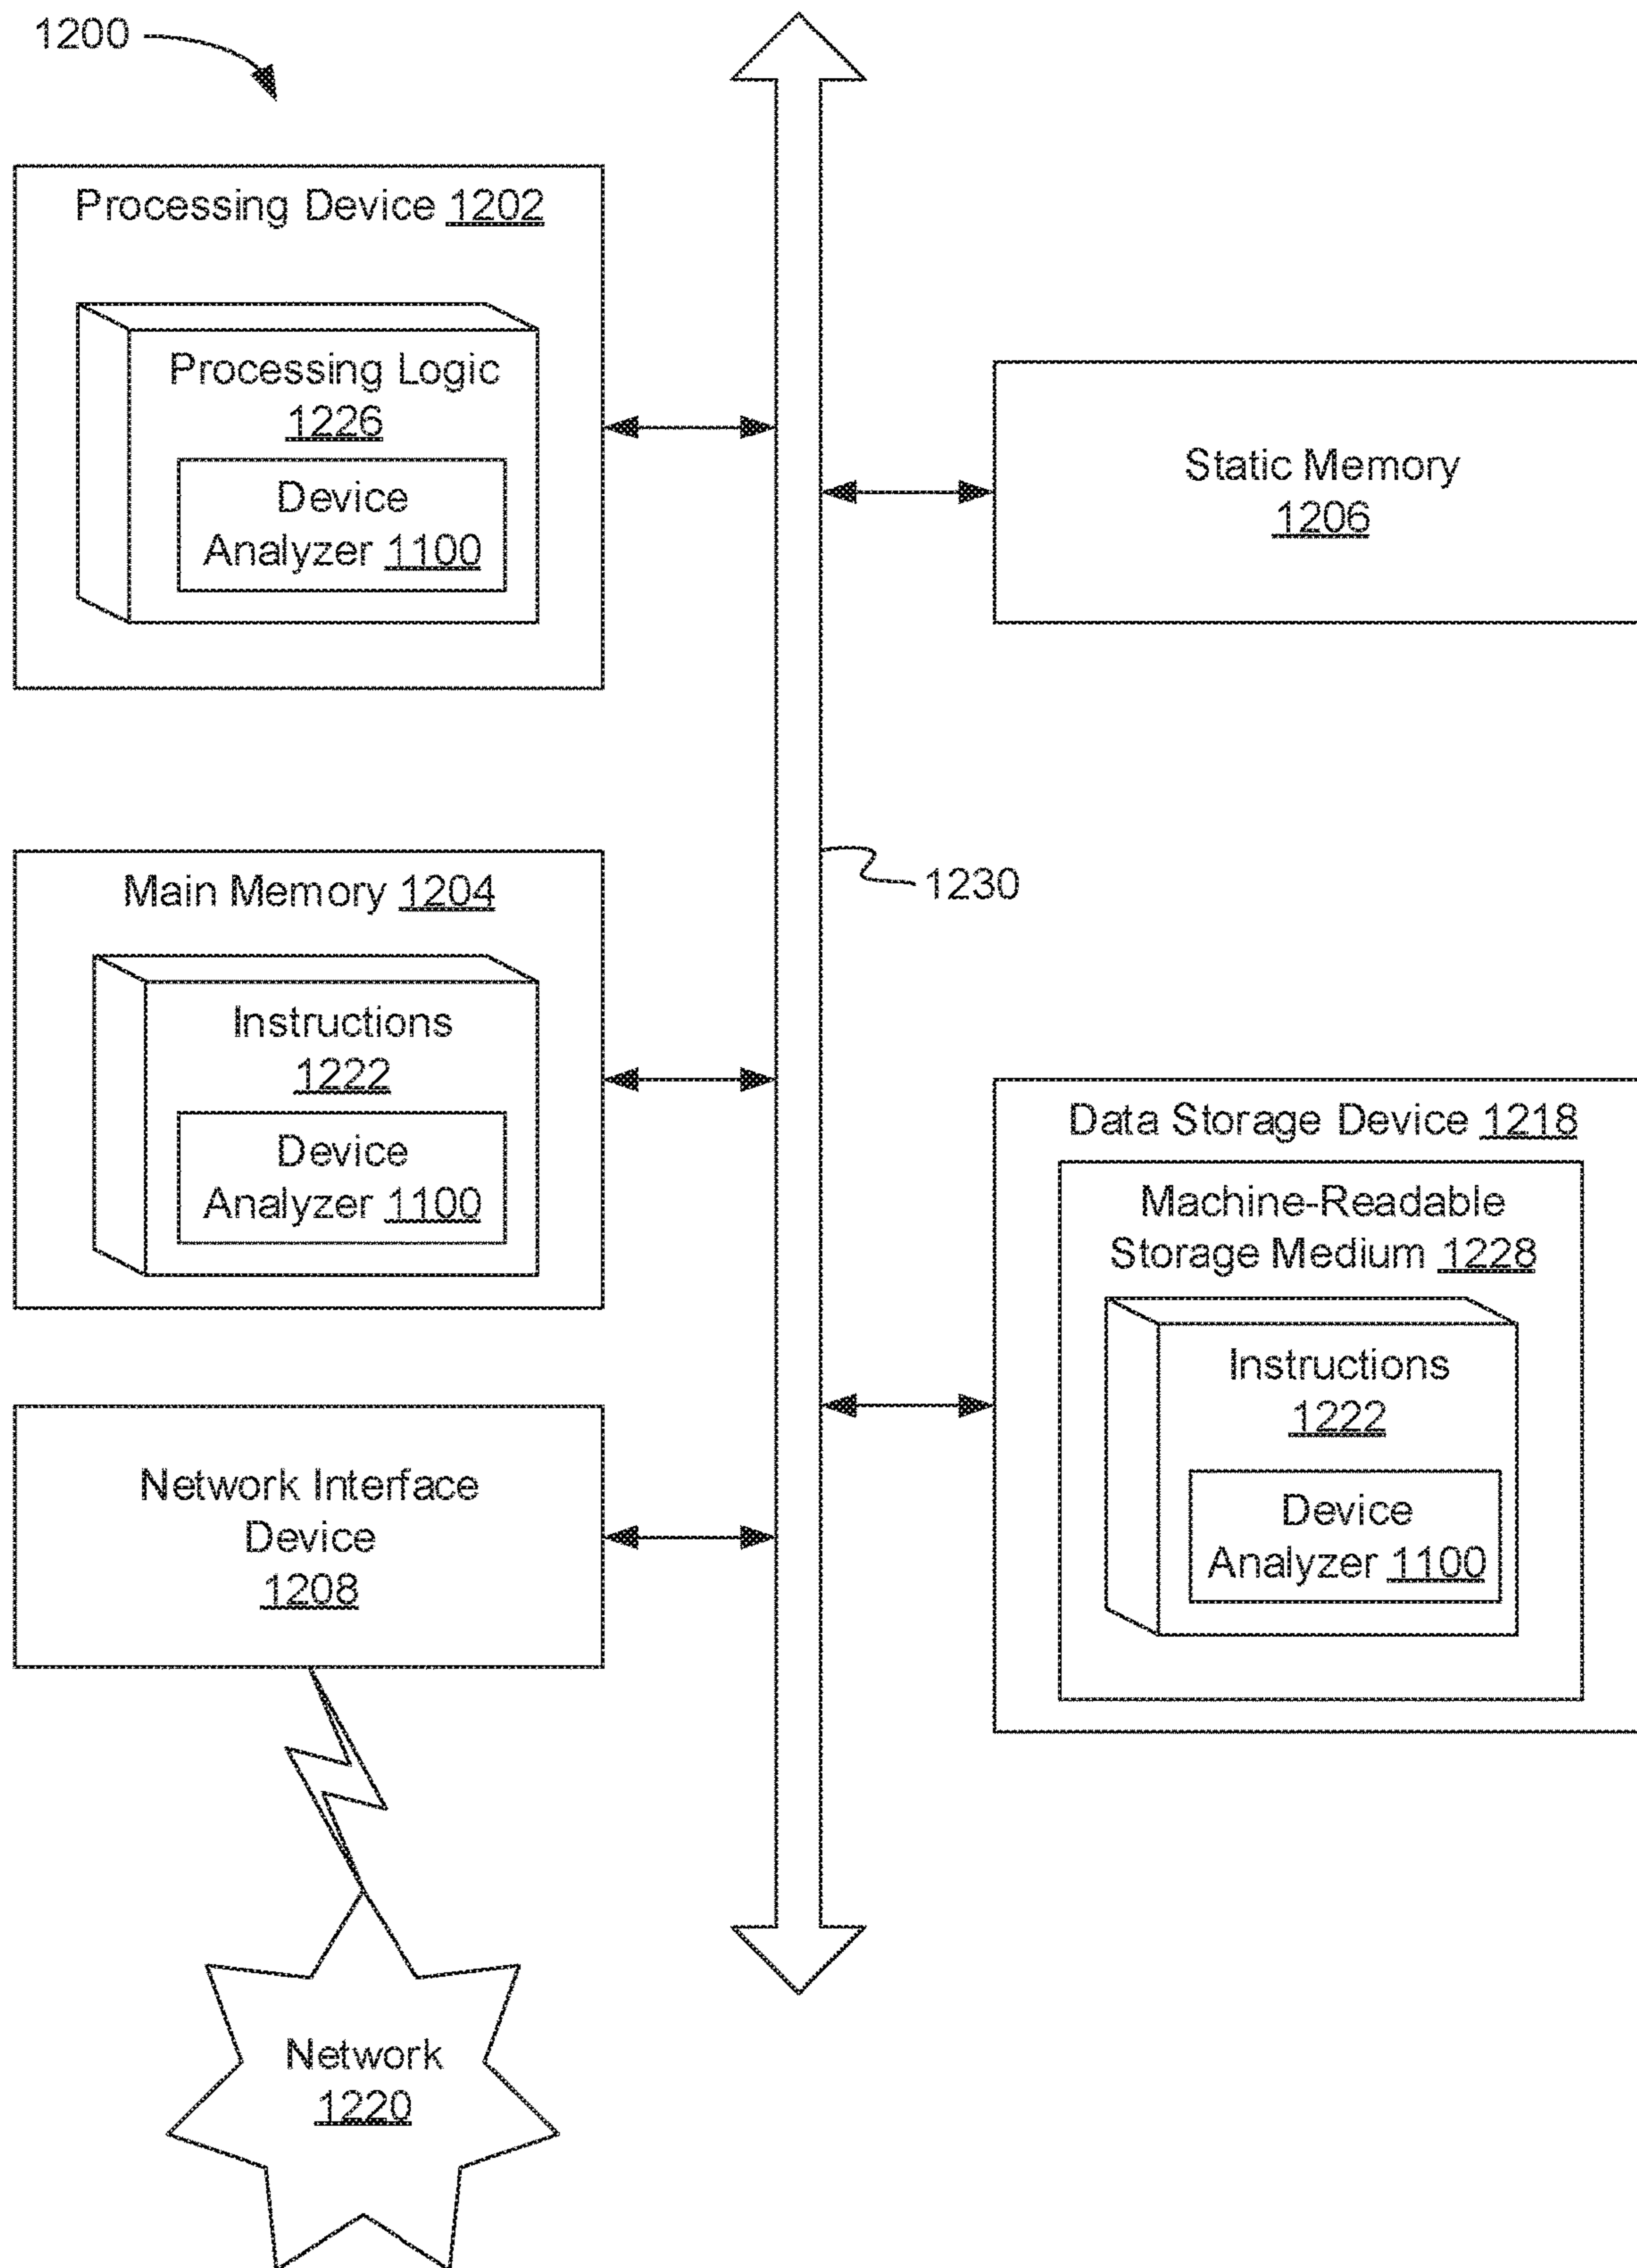 1200
Processing Device 1202
Processing Logic
1226
Device
Analyzer 1100
Static Memory
1206
Main Memory 1204
1230
Instructions
1222
Device
Analyzer 1100
Data Storage Device 1218
Machine-Readable
Storage Medium 1228
Instructions
1222
Device
Analyzer 1100
Network Interface
Device
1208
Network
1220